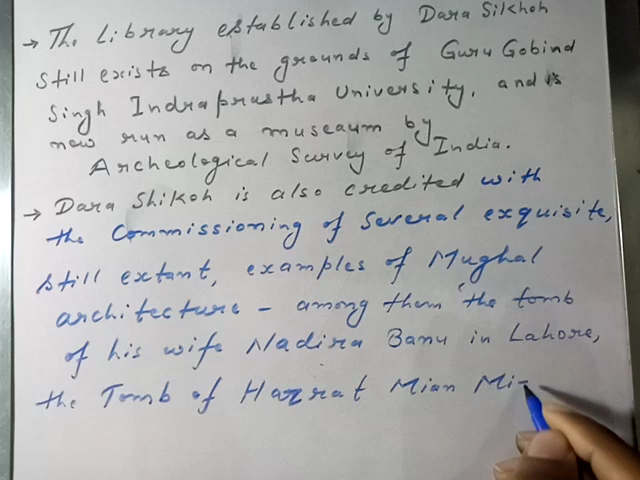 → The Library established by Dara Silkhoh
still exists on the grounds of Guru Gobind
Singh Indraprastha University, and is
now run as a museaum by
Archeological Survey of India.
→ Dara Shikoh is also credited with
the Commissioning of Several exquisite,
still extant, examples of Mughal
architecture - among them the tomb
of his wife Nadira Banu in Lahore,
the Tomb of Hazrat Mian Mi